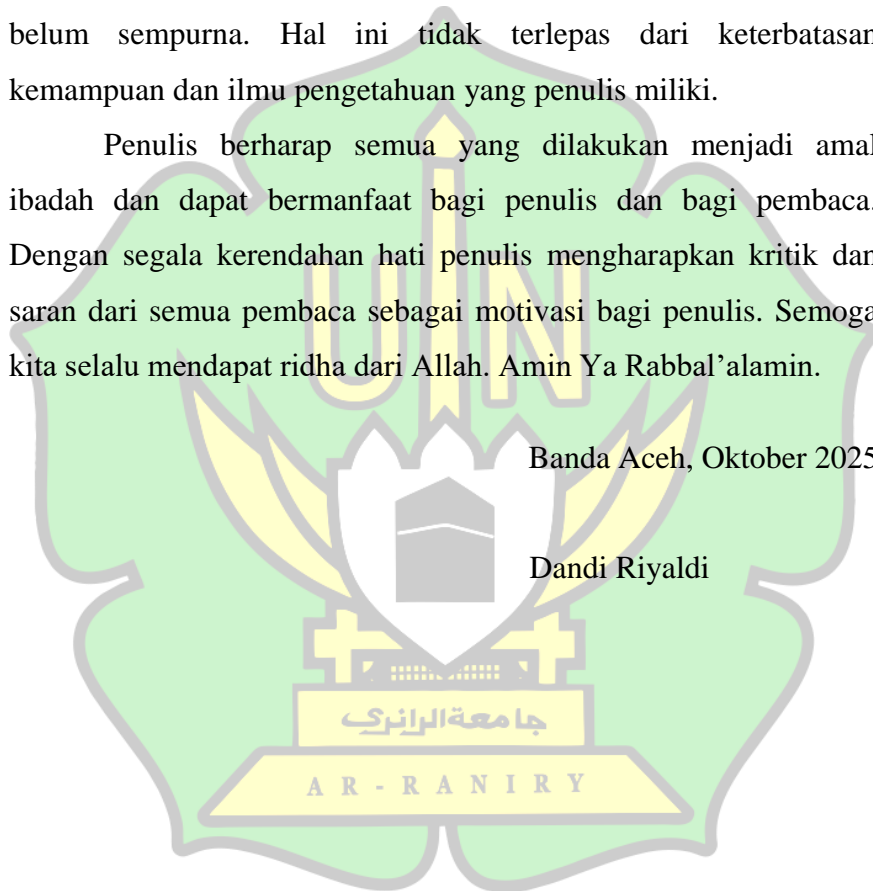 belum sempurna. Hal ini tidak terlepas dari keterbatasan
kemampuan dan ilmu pengetahuan yang penulis miliki.
Penulis berharap semua yang dilakukan menjadi amal
ibadah dan dapat bermanfaat bagi penulis dan bagi pembaca.
Dengan segala kerendahan hati penulis mengharapkan kritik dan
saran dari semua pembaca sebagai motivasi bagi penulis. Semoga
kita selalu mendapat ridha dari Allah. Amin Ya Rabbal’alamin.
Banda Aceh, Oktober 2025
Dandi Riyaldi
UIN
جامعةالرانري
AR-RANIRY